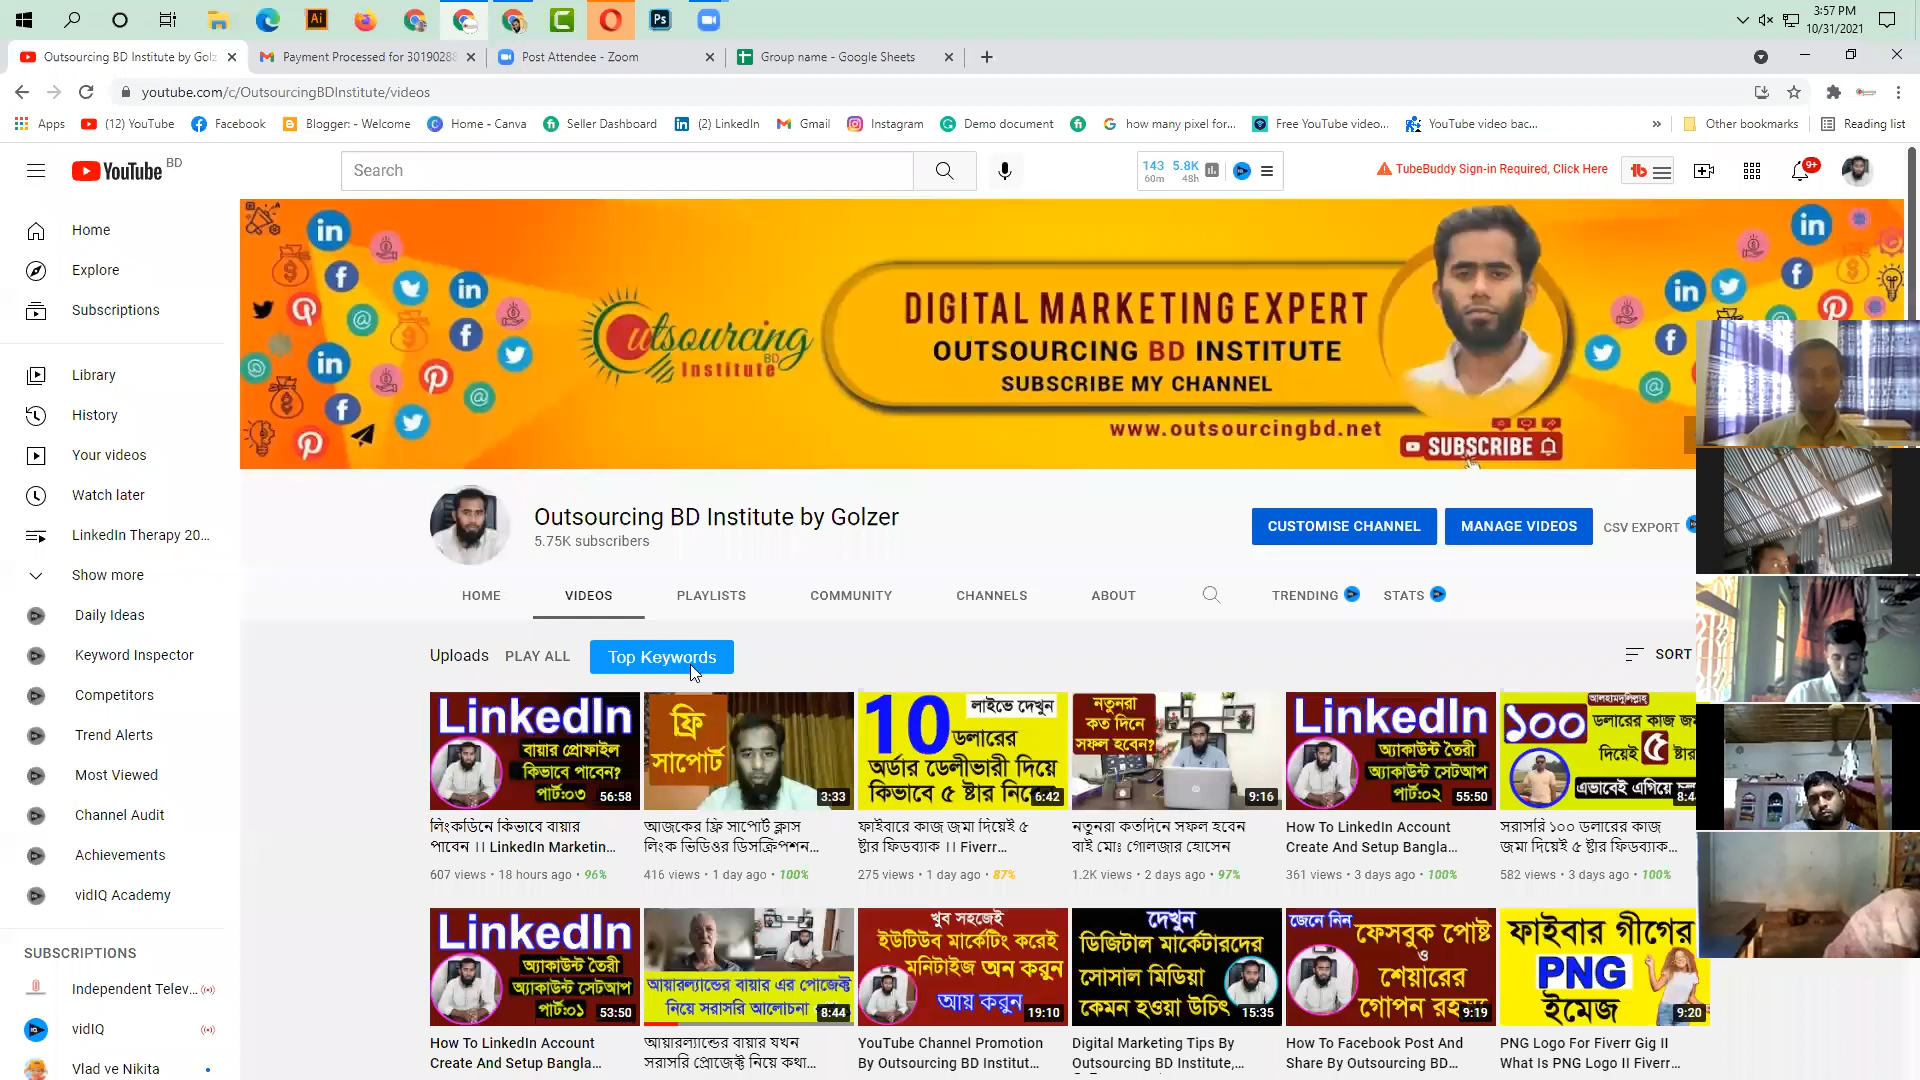 3:57 PM
10/31/2021
Outsourcing BD Institute by Golz
Payment Processed for 30190288
Post Attendee - Zoom
Group name - Google Sheets
youtube.com/c/OutsourcingBDInstitute/videos
Apps
(12) YouTube
Facebook
Blogger: - Welcome
Home - Canva
Seller Dashboard
(2) LinkedIn
Gmail
Instagram
Demo document
how many pixel for...
Free YouTube video...
YouTube video bac...
Other bookmarks
Reading list
YouTube BD
Search
143 5.8K
60m 48h
TubeBuddy Sign-in Required, Click Here
9+
Home
Explore
Subscriptions
Library
History
Your videos
Watch later
LinkedIn Therapy 20...
Show more
Daily Ideas
Keyword Inspector
Competitors
Trend Alerts
Most Viewed
Channel Audit
Achievements
vidIQ Academy
SUBSCRIPTIONS
Independent Telev...
vidIQ
Vlad ve Nikita
Outsourcing BD
Institute
DIGITAL MARKETING EXPERT
OUTSOURCING BD INSTITUTE
SUBSCRIBE MY CHANNEL
www.outsourcingbd.net
SUBSCRIBE
Outsourcing BD Institute by Golzer
5.75K subscribers
CUSTOMISE CHANNEL
MANAGE VIDEOS
CSV EXPORT
HOME
VIDEOS
PLAYLISTS
COMMUNITY
CHANNELS
ABOUT
TRENDING
STATS
Uploads
PLAY ALL
Top Keywords
SORT
LinkedIn
বায়ার প্রোফাইল
কিভাবে পাবেন?
পার্ট:০৩
56:58
লিংকডিনে কিভাবে বায়ার
পাবেন ।। LinkedIn Marketin...
607 views • 18 hours ago • 96%
ফ্রি
সাপোর্ট
3:33
আজকের ফ্রি সাপোর্ট ক্লাস
লিংক ভিডিওর ডিসক্রিপশন...
416 views • 1 day ago • 100%
10
লাইভে দেখুন
ডলারের
অর্ডার ডেলীভারী দিয়ে
কিভাবে ৫ ষ্টার নি
6:42
ফাইবারে কাজ জমা দিয়েই ৫
ষ্টার ফিডব্যাক ।। Fiverr...
275 views • 1 day ago • 87%
নতুনরা
কত দিনে
সফল হবেন?
9:16
নতুনরা কতদিনে সফল হবেন
বাই মোঃ গোলজার হোসেন
1.2K views • 2 days ago • 97%
LinkedIn
অ্যাকাউন্ট তৈরী
অ্যাকাউন্ট সেটআপ
পার্ট:০২
55:50
How To LinkedIn Account
Create And Setup Bangla...
361 views • 3 days ago • 100%
আলহামদুলিল্লাহ
১০০ ডলারের কাজ জম
দিয়েই ৫ ষ্টার
এভাবেই এগিয়ে
8:4
সরাসরি ১০০ ডলারের কাজ
জমা দিয়েই ৫ ষ্টার ফিডব্যাক...
582 views • 3 days ago • 100%
LinkedIn
অ্যাকাউন্ট তৈরী
অ্যাকাউন্ট সেটআপ
পার্ট:০১
53:50
How To LinkedIn Account
Create And Setup Bangla...
আয়ারল্যান্ডের বায়ার এর পোজেক্ট
নিয়ে সরাসরি আলোচনা
8:44
আয়ারল্যান্ডের বায়ার যখন
সরাসরি প্রোজেক্ট নিয়ে কথা...
খুব সহজেই
ইউটিউব মার্কেটিং করেই
মনিটাইজ অন করুন
আয় করুন
19:10
YouTube Channel Promotion
By Outsourcing BD Institut...
দেখুন
ডিজিটাল মার্কেটারদের
সোসাল মিডিয়া
কেমন হওয়া উচিৎ
15:35
Digital Marketing Tips By
Outsourcing BD Institute,...
জেনে নিন
ফেসবুক পোষ্ট
ও
শেয়ারের
গোপন রহ
9:19
How To Facebook Post And
Share By Outsourcing BD...
ফাইবার গীগের
PNG
ইমেজ
9:20
PNG Logo For Fiverr Gig II
What Is PNG Logo II Fiverr...